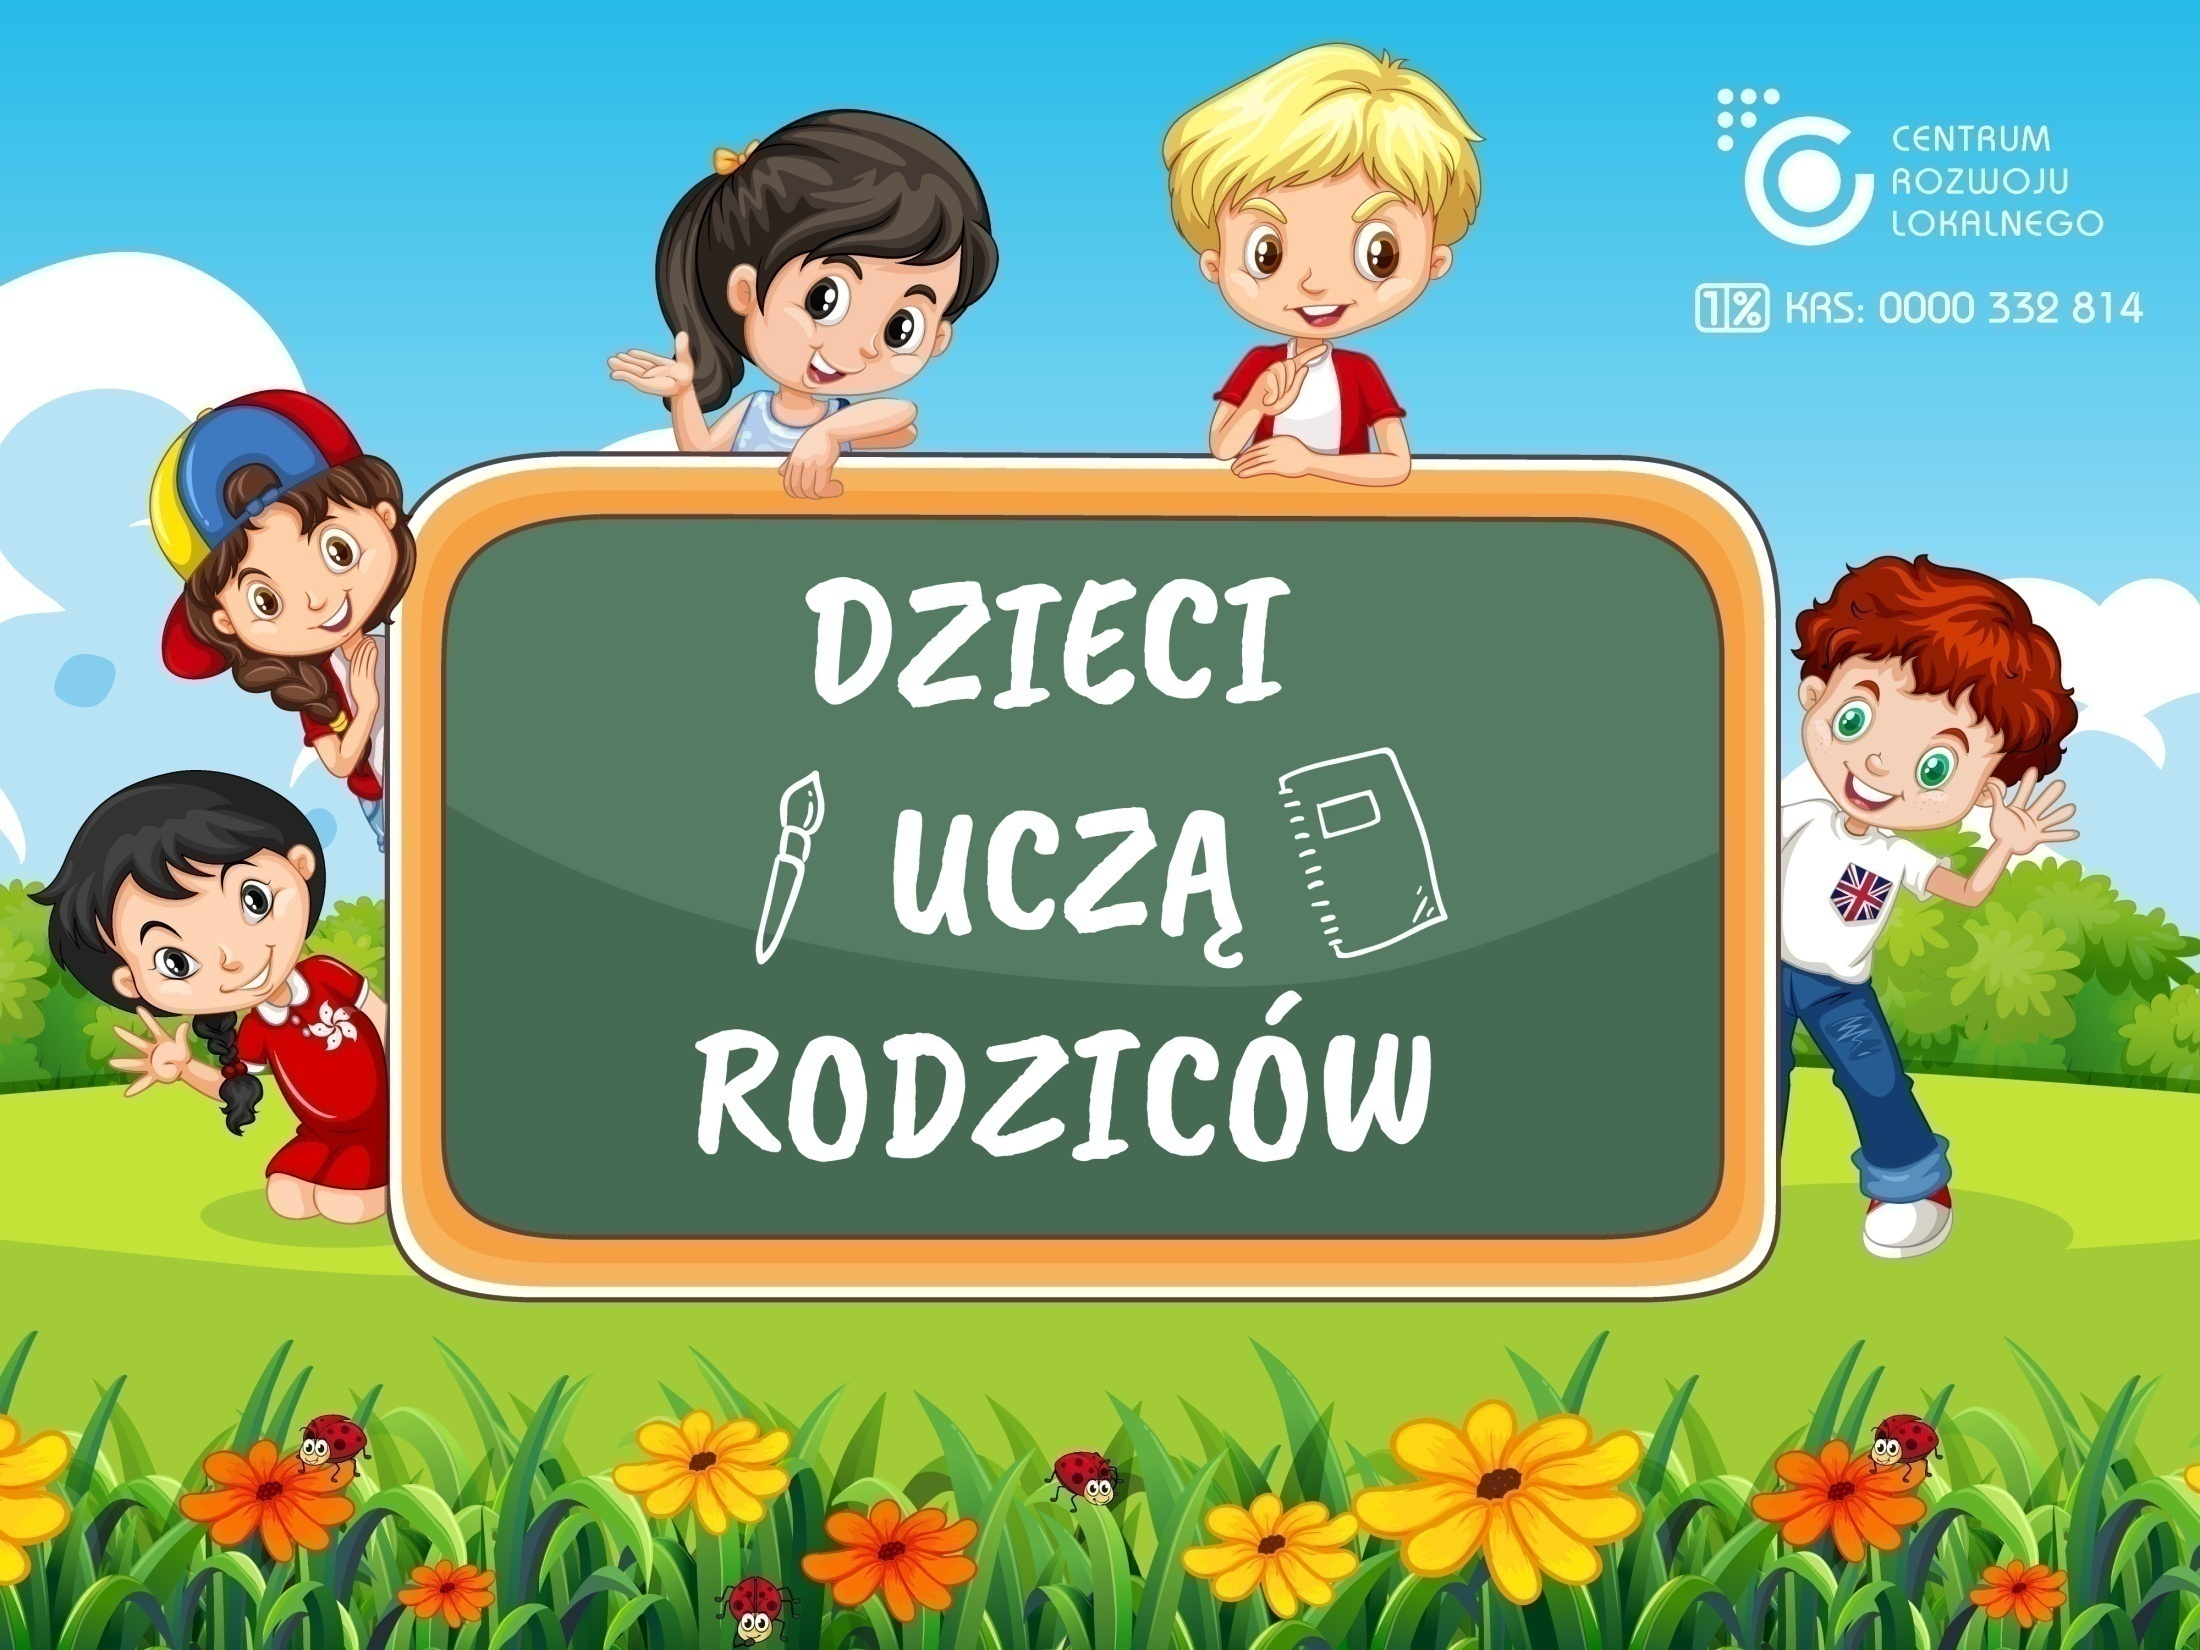 CENTRUM
ROZWOJU
LOKALNEGO
1% KRS: 0000 332 814
DZIECI
UCZĄ
RODZICÓW